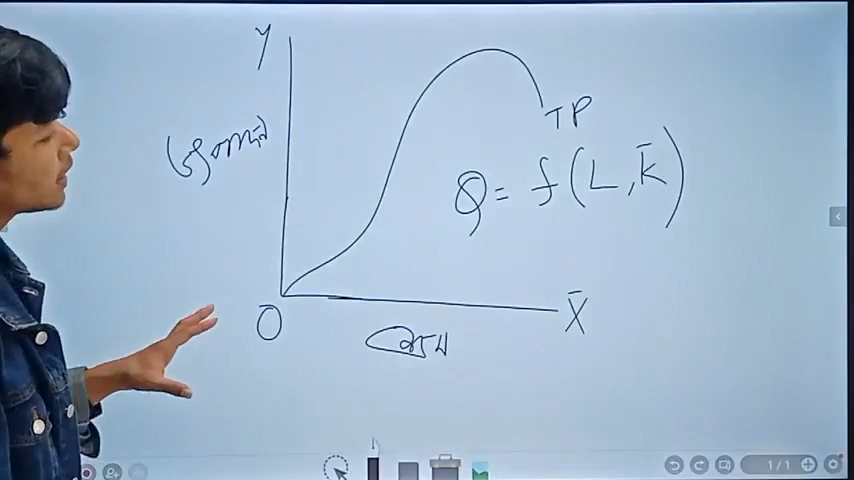 Y
উৎপাদন
TP
Q = f(L, K̄)
O
X̄
শ্রম
1/1